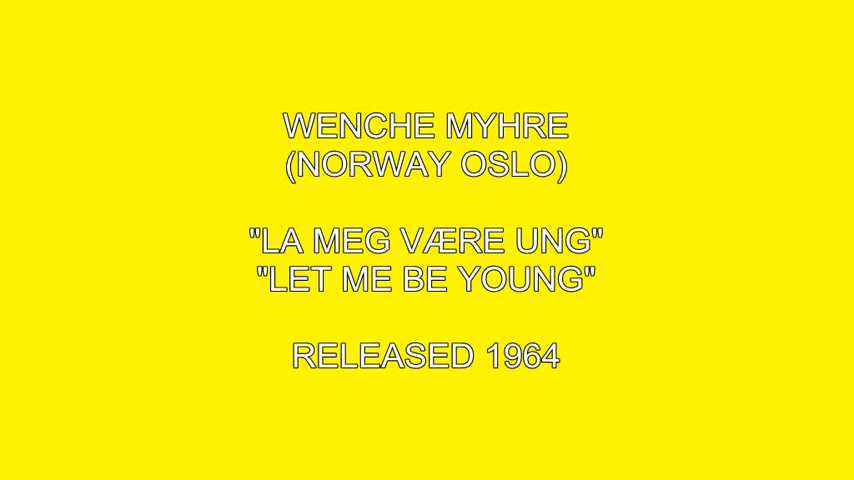 WENCHE MYHRE
(NORWAY OSLO)
"LA MEG VÆRE UNG"
"LET ME BE YOUNG"
RELEASED 1964